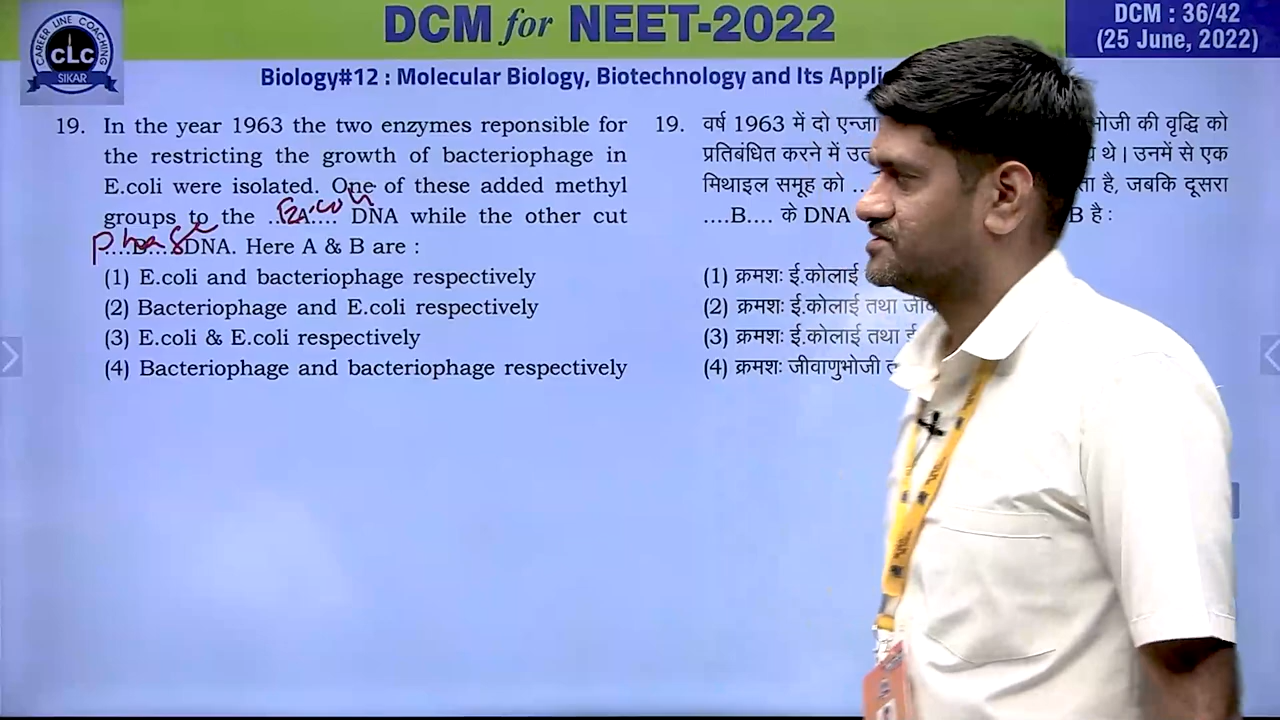 DCM for NEET-2022
DCM : 36/42
(25 June, 2022)
CAREER LINE COACHING
CLC
SIKAR
Biology#12 : Molecular Biology, Biotechnology and Its
19. In the year 1963 the two enzymes reponsible for
the restricting the growth of bacteriophage in
E.coli were isolated. One of these added methyl
groups to the ....A.... DNA while the other cut
E.coli
....B....DNA. Here A & B are :
phage
(1) E.coli and bacteriophage respectively
(2) Bacteriophage and E.coli respectively
(3) E.coli & E.coli respectively
(4) Bacteriophage and bacteriophage respectively
19. वर्ष 1963 में दो की वृद्धि को
प्रतिबंधित करने में थे। उनमें से एक
मिथाइल समूह को है, जबकि दूसरा
....B.... के DNA B है :
(1) क्रमशः ई.कोलाई
(2) क्रमशः ई.कोलाई तथा
(3) क्रमशः ई.कोलाई तथा
(4) क्रमशः जीवाणुभोजी